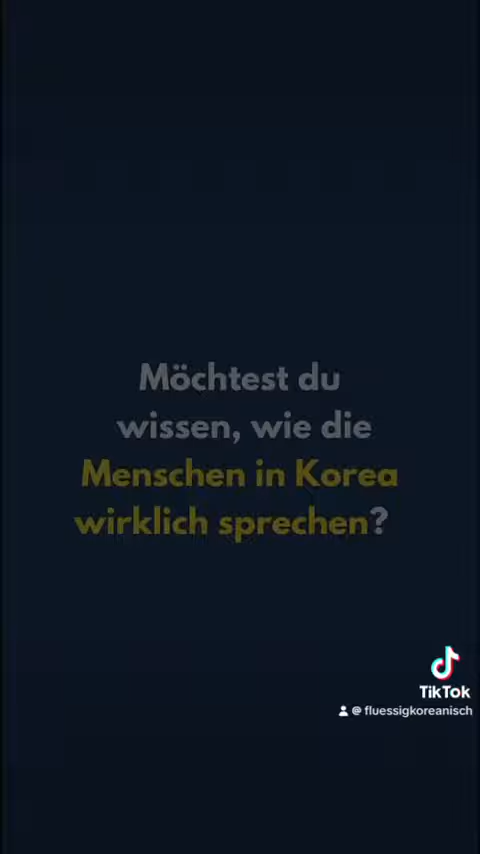 Möchtest du
wissen, wie die
Menschen in Korea
wirklich sprechen?
TikTok
@ fluessigkoreanisch